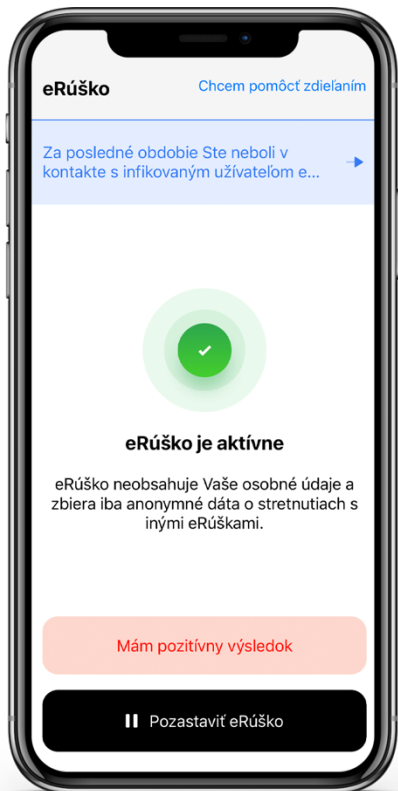 eRúško
Chcem pomôcť zdieľaním
Za posledné obdobie Ste neboli v
kontakte s infikovaným užívateľom e...
eRúško je aktívne
eRúško neobsahuje Vaše osobné údaje a
zbiera iba anonymné dáta o stretnutiach s
inými eRúškami.
Mám pozitívny výsledok
Pozastaviť eRúško